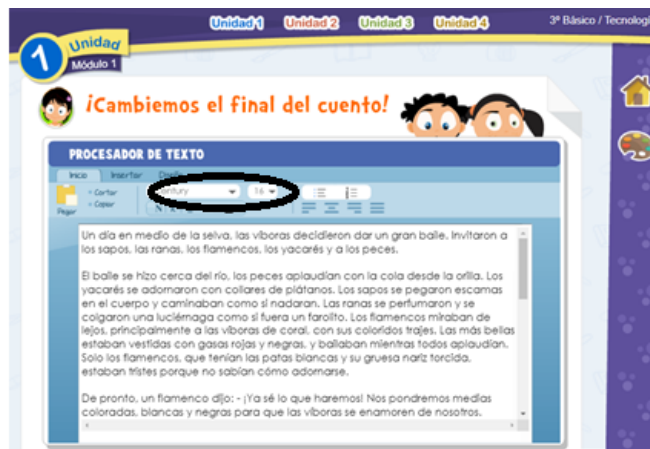 Unidad 1 Unidad 2 Unidad 3 Unidad 4 3º Básico / Tecnologí
1 Unidad
Módulo 1
¡Cambiemos el final del cuento!
PROCESADOR DE TEXTO
Inicio Insertar Diseño
Cortar
Copiar
Pegar
entury 16
N
Un día en medio de la selva, las víboras decidieron dar un gran baile. Invitaron a
los sapos, las ranas, los flamencos, los yacarés y a los peces.
El baile se hizo cerca del río, los peces aplaudían con la cola desde la orilla. Los
yacarés se adornaron con collares de plátanos. Los sapos se pegaron escamas
en el cuerpo y caminaban como si nadaran. Las ranas se perfumaron y se
colgaron una luciérnaga como si fuera un farolito. Los flamencos miraban de
lejos, principalmente a las víboras de coral, con sus coloridos trajes. Las más bellas
estaban vestidas con gasas rojas y negras, y bailaban mientras todos aplaudían.
Solo los flamencos, que tenían las patas blancas y su gruesa nariz torcida,
estaban tristes porque no sabían cómo adornarse.
De pronto, un flamenco dijo: - ¡Ya sé lo que haremos! Nos pondremos medias
coloradas, blancas y negras para que las víboras se enamoren de nosotros.